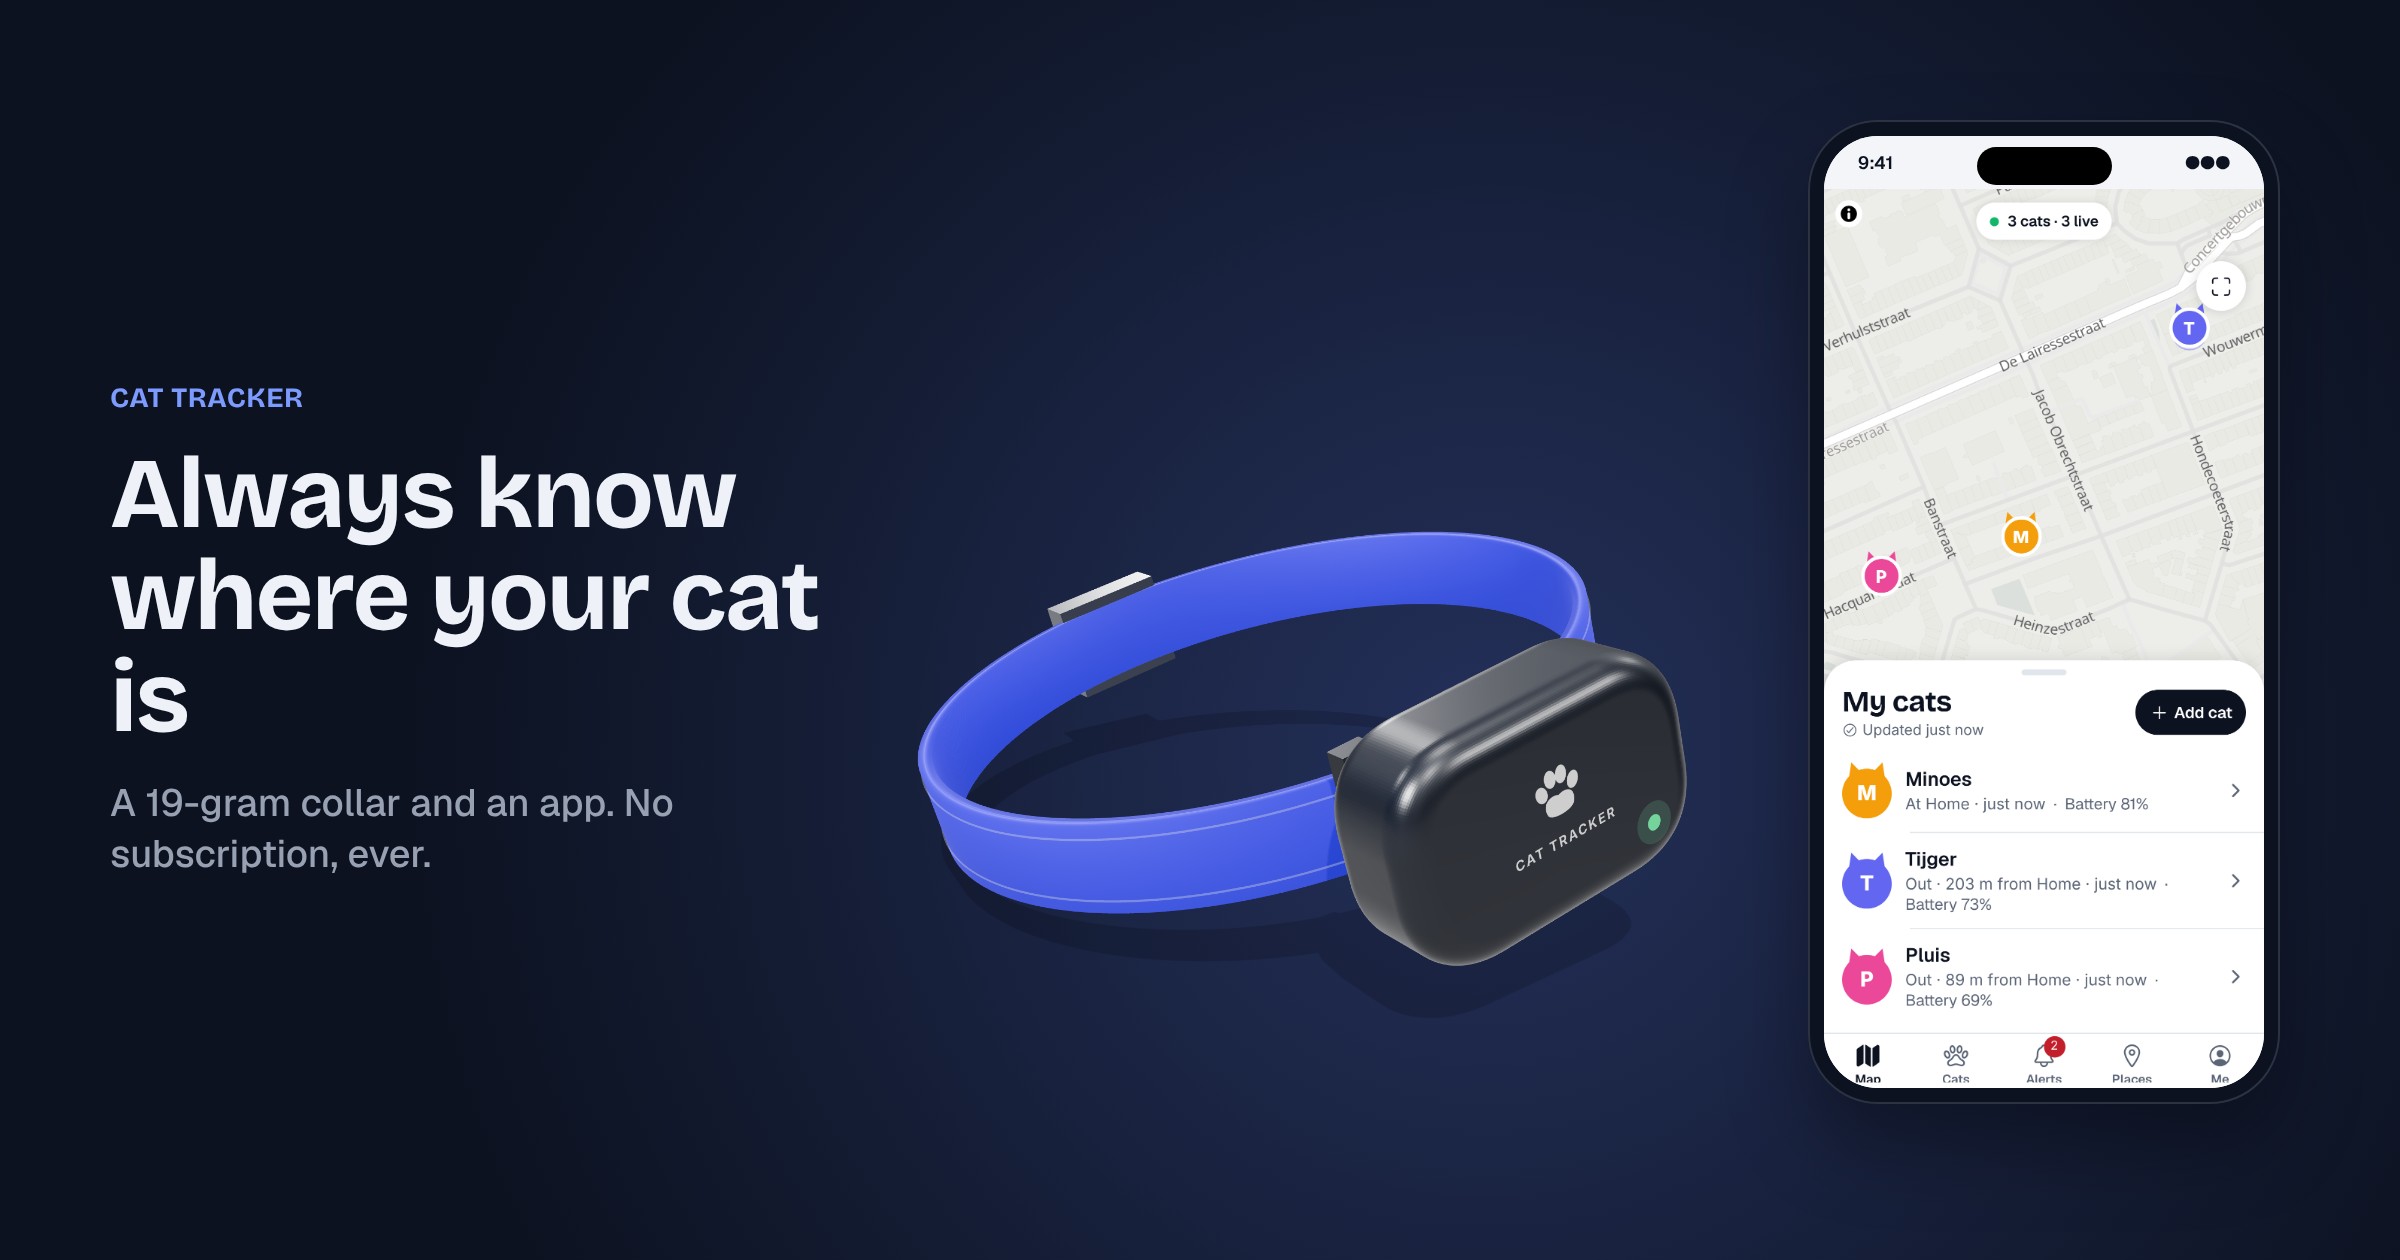 CAT TRACKER
Always know
where your cat
is
A 19-gram collar and an app. No
subscription, ever.
CAT TRACKER
9:41
3 cats · 3 live
Concertgebouw
T
Verhulststraat
De Lairessestraat
Wouwerm
essestraat
Jacob Obrechtstraat
Hondecoeterstraat
Banstraat
M
P
Hacquar
aat
Heinzestraat
My cats
+ Add cat
Updated just now
M
Minoes
At Home · just now · Battery 81%
T
Tijger
Out · 203 m from Home · just now ·
Battery 73%
P
Pluis
Out · 89 m from Home · just now ·
Battery 69%
2
Map Cats Alerts Places Me